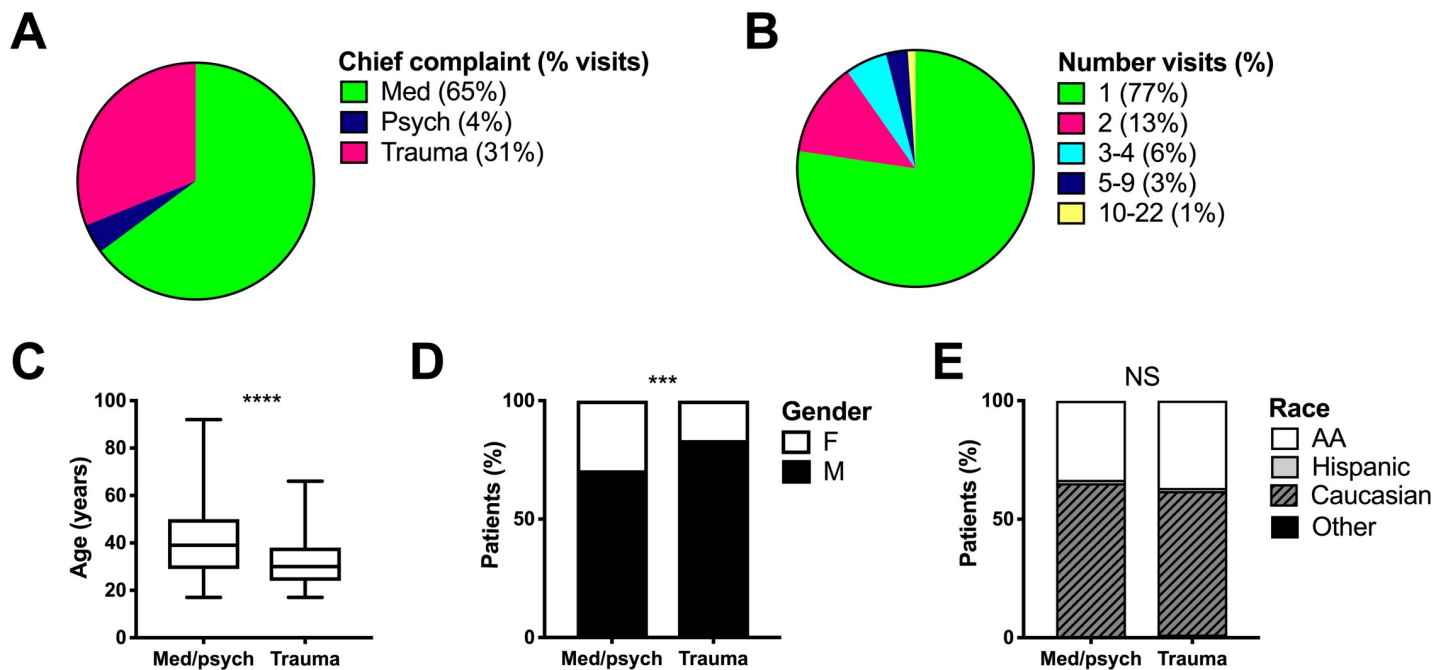 A
Chief complaint (% visits)
Med (65%)
Psych (4%)
Trauma (31%)
B
Number visits (%)
1 (77%)
2 (13%)
3-4 (6%)
5-9 (3%)
10-22 (1%)
C
****
Age (years)
100
80
60
40
20
0
Med/psych Trauma
D
***
Patients (%)
100
50
0
Med/psych Trauma
Gender
F
M
E
NS
Patients (%)
100
50
0
Med/psych Trauma
Race
AA
Hispanic
Caucasian
Other